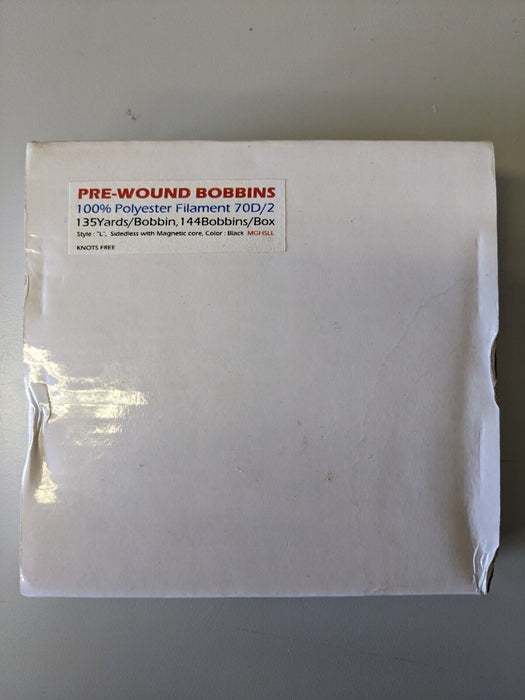 PRE-WOUND BOBBINS
100% Polyester Filament 70D/2
135Yards/Bobbin,144Bobbins/Box
Style : "L", Sidedless with Magnetic core, Color : Black MGHSLL
KNOTS FREE